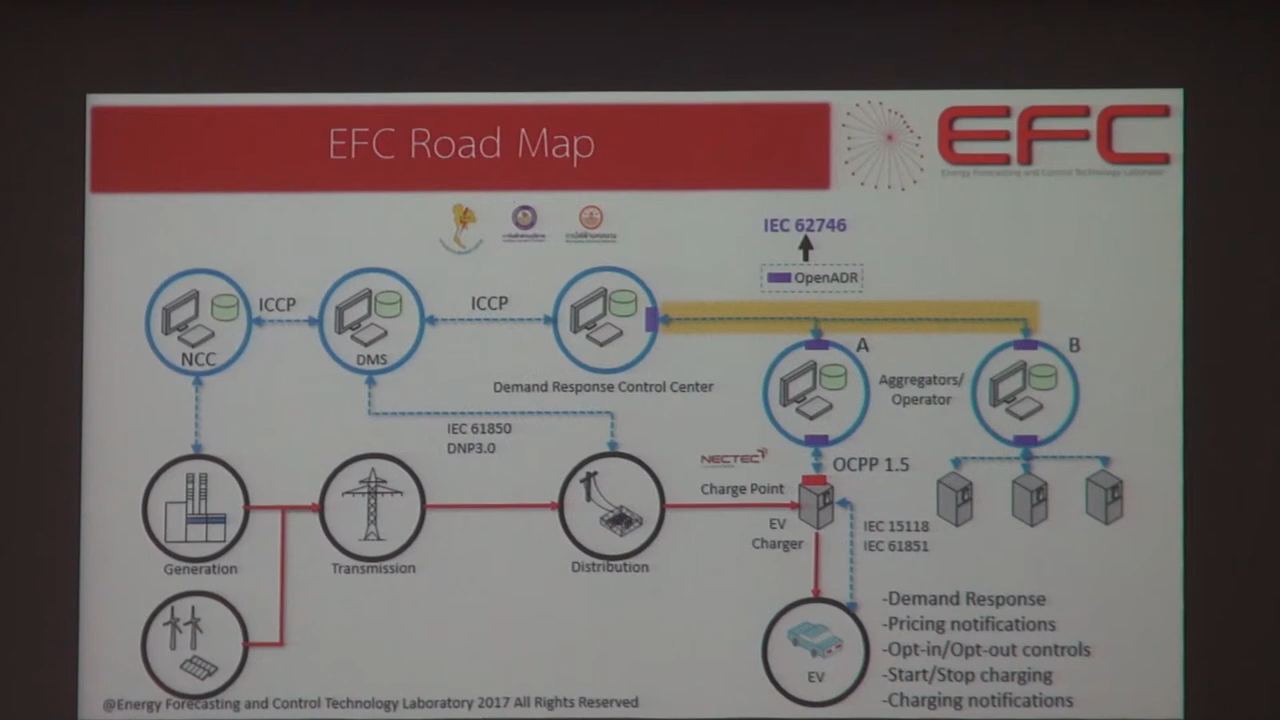 EFC Road Map
EFC
Energy Forecasting and Control Technology Laboratory
IEC 62746
OpenADR
ICCP
ICCP
NCC
DMS
Demand Response Control Center
A
B
Aggregators/
Operator
IEC 61850
DNP3.0
NECTEC
OCPP 1.5
Charge Point
EV
Charger
IEC 15118
IEC 61851
Generation
Transmission
Distribution
EV
-Demand Response
-Pricing notifications
-Opt-in/Opt-out controls
-Start/Stop charging
-Charging notifications
@Energy Forecasting and Control Technology Laboratory 2017 All Rights Reserved